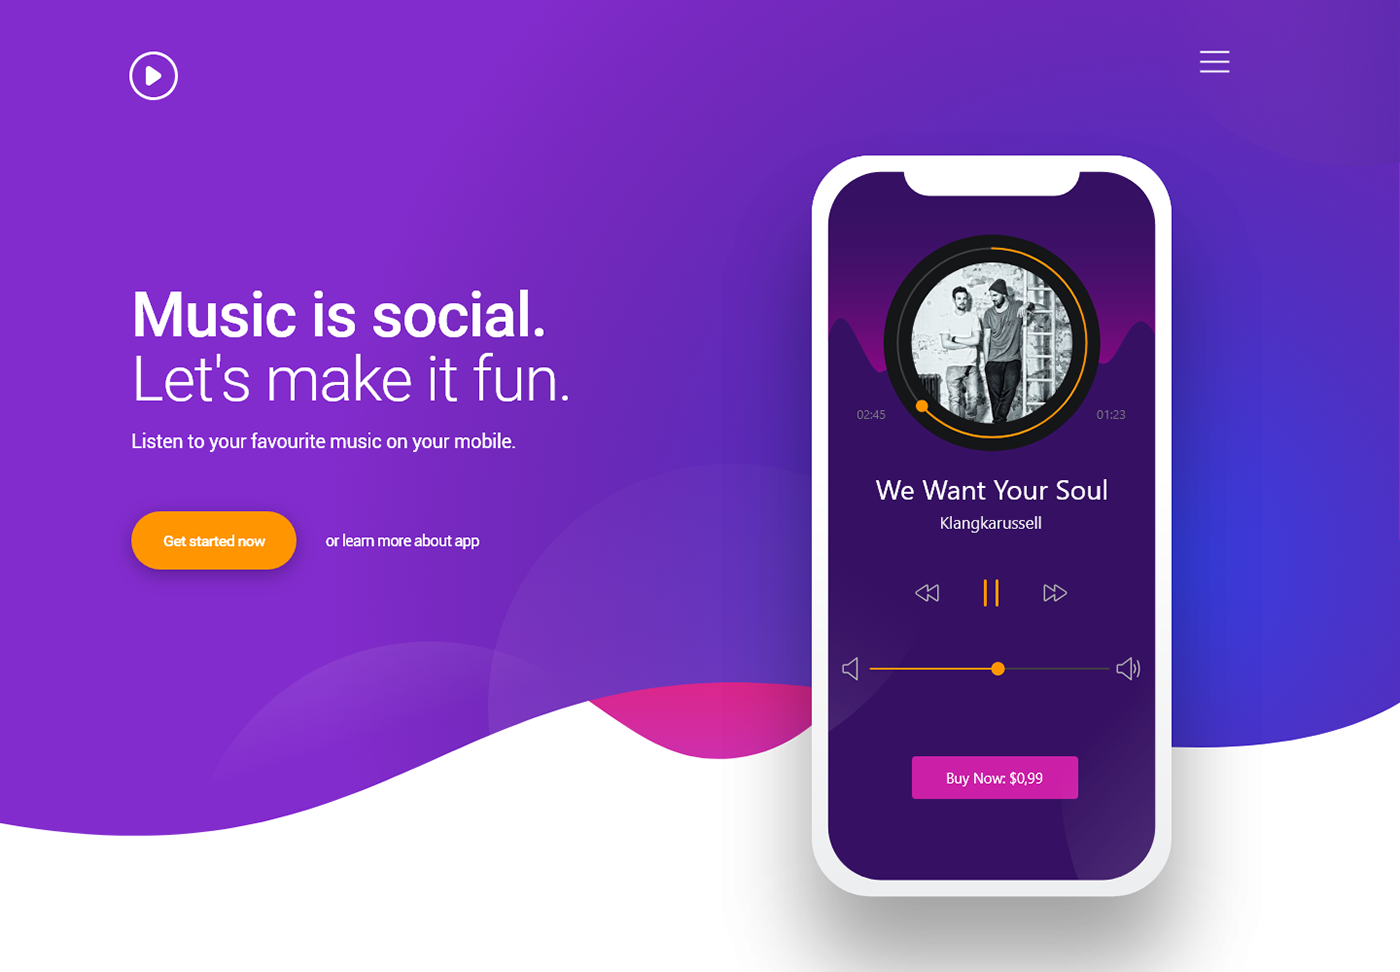 Music is social.
Let's make it fun.
Listen to your favourite music on your mobile.
Get started now
or learn more about app
02:45
01:23
We Want Your Soul
Klangkarussell
Buy Now: $0,99